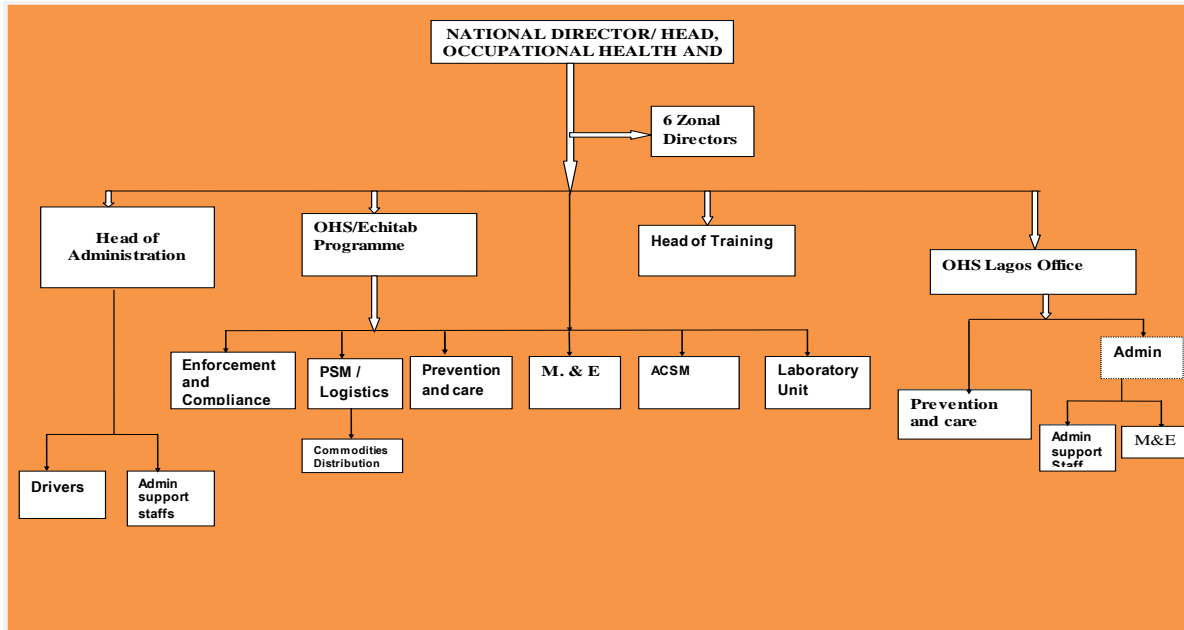 NATIONAL DIRECTOR/ HEAD,
OCCUPATIONAL HEALTH AND
6 Zonal
Directors
Head of
Administration
OHS/Echitab
Programme
Head of Training
OHS Lagos Office
Enforcement
and
Compliance
PSM /
Logistics
Prevention
and care
M. & E
ACSM
Laboratory
Unit
Admin
Prevention
and care
Commodities
Distribution
Admin
support
Staff
M&E
Drivers
Admin
support
staffs